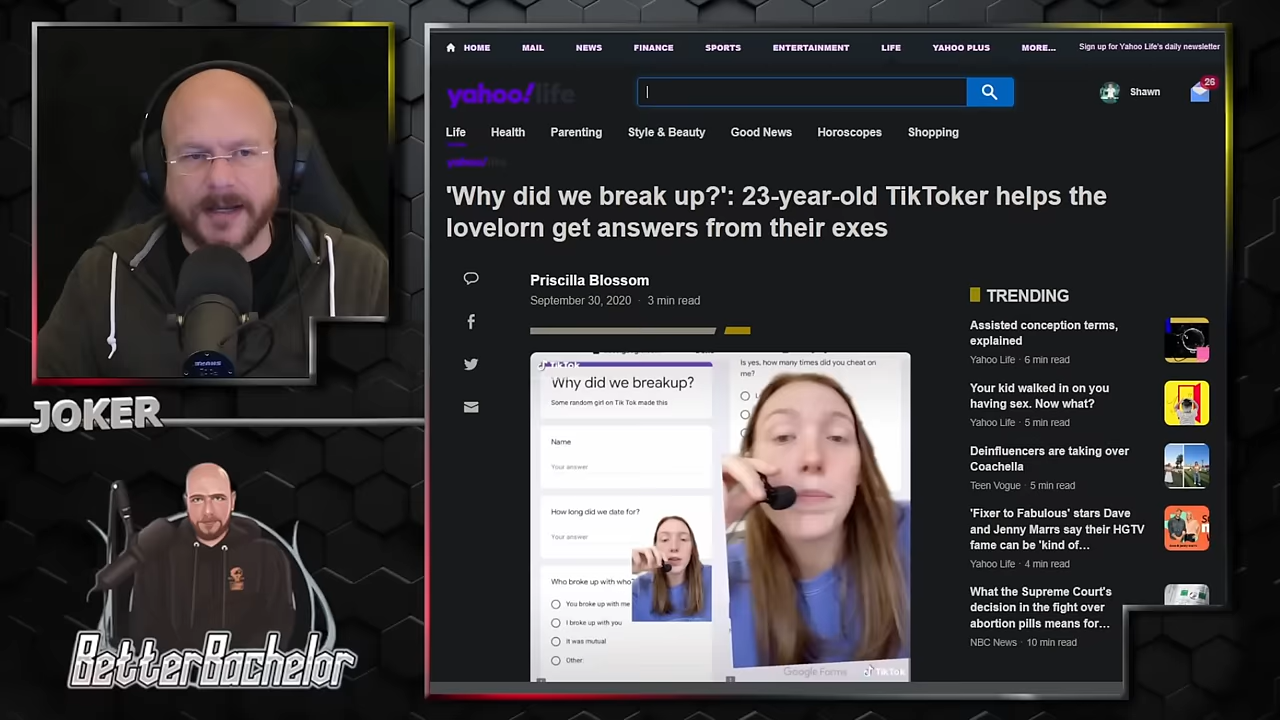 HOME MAIL NEWS FINANCE SPORTS ENTERTAINMENT LIFE YAHOO PLUS MORE... Sign up for Yahoo Life's daily newsletter
yahoo!life
Shawn
26
Life Health Parenting Style & Beauty Good News Horoscopes Shopping
yahoo!life
'Why did we break up?': 23-year-old TikToker helps the
lovelorn get answers from their exes
Priscilla Blossom
September 30, 2020 · 3 min read
TikTok
Why did we breakup?
Some random girl on Tik Tok made this
Name
Your answer
How long did we date for?
Your answer
Who broke up with who?
You broke up with me
I broke up with you
It was mutual
Other:
Is yes, how many times did you cheat on
me?
Google Forms
TikTok
TRENDING
Assisted conception terms,
explained
Yahoo Life · 6 min read
Your kid walked in on you
having sex. Now what?
Yahoo Life · 5 min read
Deinfluencers are taking over
Coachella
Teen Vogue · 5 min read
'Fixer to Fabulous' stars Dave
and Jenny Marrs say their HGTV
fame can be 'kind of...
Yahoo Life · 4 min read
What the Supreme Court's
decision in the fight over
abortion pills means for...
NBC News · 10 min read
JOKER
BetterBachelor